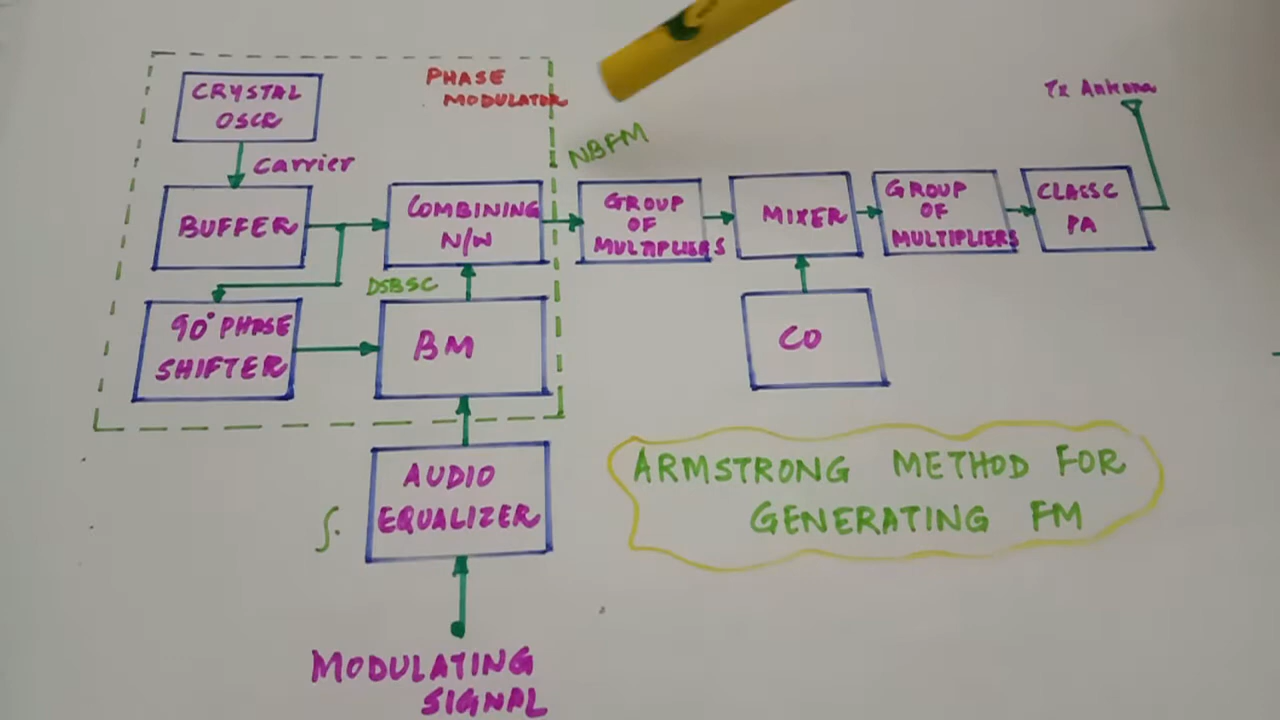 PHASE
MODULATOR
CRYSTAL
OSCR
Carrier
BUFFER
COMBINING
N/W
DSBSC
90° PHASE
SHIFTER
BM
AUDIO
EQUALIZER
∫.
MODULATING
SIGNAL
NBFM
GROUP
OF
MULTIPLIERS
MIXER
CO
GROUP
OF
MULTIPLIERS
CLASS C
PA
Tx Antenna
ARMSTRONG METHOD FOR
GENERATING FM